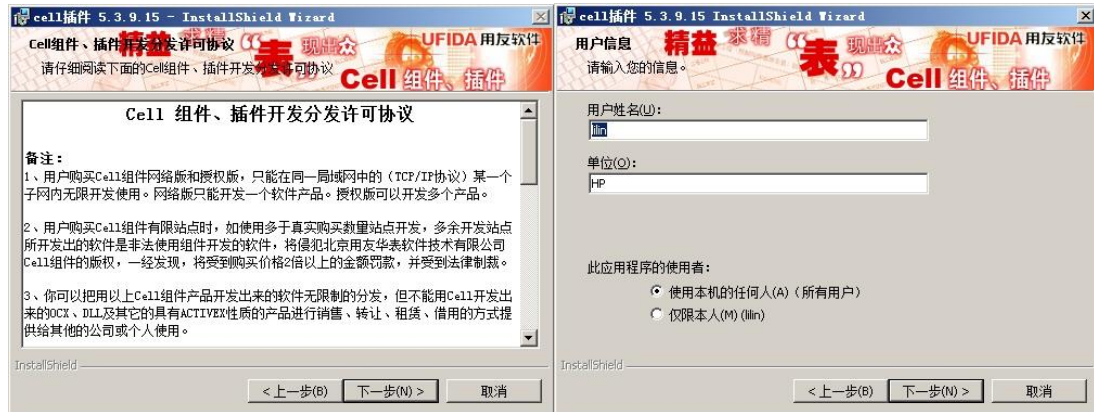 cell插件 5.3.9.15 - InstallShield Wizard
Cell组件、插件开发分发许可协议
请仔细阅读下面的Cell组件、插件开发分发许可协议
精益 求精 “表” 现出众
UFIDA 用友软件
Cell 组件、插件
Cell 组件、插件开发分发许可协议
备注：
1、用户购买Cell组件网络版和授权版，只能在同一局域网中的（TCP/IP协议）某一个
子网内无限开发使用。网络版只能开发一个软件产品。授权版可以开发多个产品。
2、用户购买Cell组件有限站点时，如使用多于真实购买数量站点开发，多余开发站点
所开发出的软件是非法使用组件开发的软件，将侵犯北京用友华表软件技术有限公司
Cell组件的版权，一经发现，将受到购买价格2倍以上的金额罚款，并受到法律制裁。
3、你可以把用以上Cell组件产品开发出来的软件无限制的分发，但不能用Cell开发出
来的OCX、DLL及其它的具有ACTIVEX性质的产品进行销售、转让、租赁、借用的方式提
供给其他的公司或个人使用。
InstallShield
< 上一步(B)
下一步(N) >
取消
cell插件 5.3.9.15 InstallShield Wizard
用户信息
请输入您的信息。
精益 求精 “表” 现出众
UFIDA 用友软件
Cell 组件、插件
用户姓名(U)：
lilin
单位(O)：
HP
此应用程序的使用者：
使用本机的任何人(A)（所有用户）
仅限本人(M) (lilin)
InstallShield
< 上一步(B)
下一步(N) >
取消